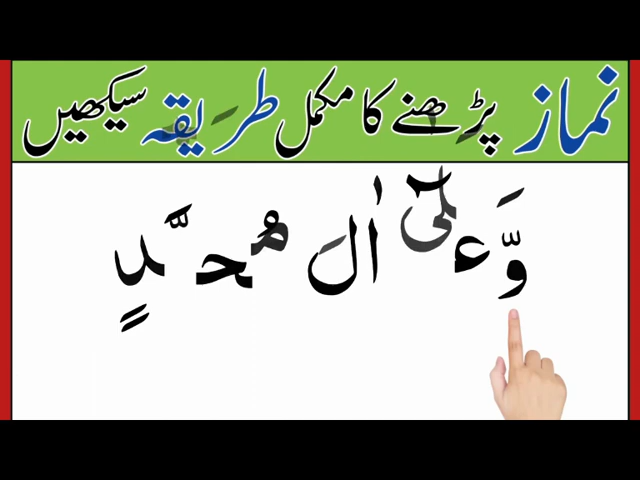 نماز پڑھنے کا مکمل طریقہ سیکھیں
وَّعَلٰٓی اٰلِ مُحَمَّدٍ